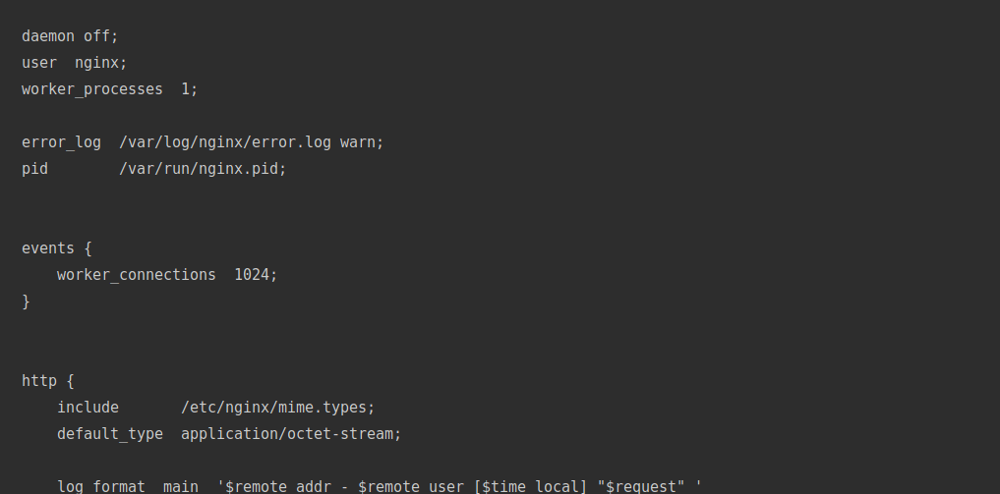 daemon off;
user  nginx;
worker_processes  1;

error_log  /var/log/nginx/error.log warn;
pid        /var/run/nginx.pid;


events {
    worker_connections  1024;
}


http {
    include       /etc/nginx/mime.types;
    default_type  application/octet-stream;

    log_format  main  '$remote_addr - $remote_user [$time_local] "$request" '